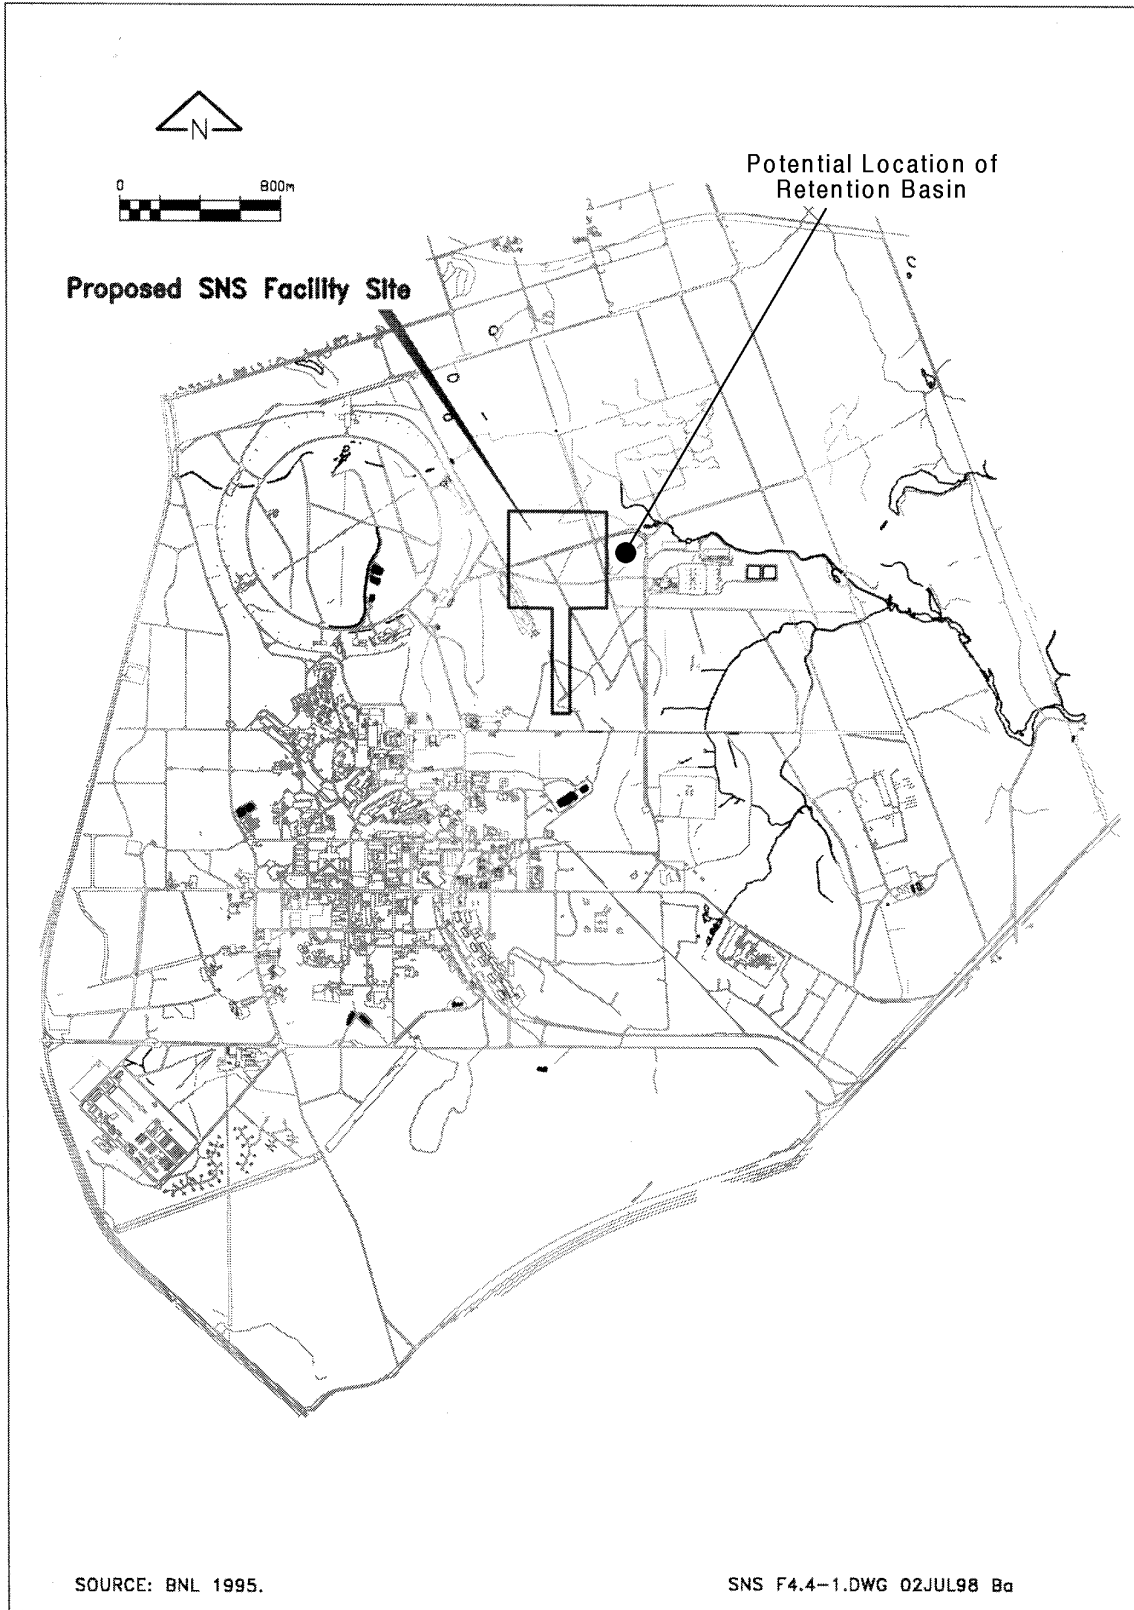 N
0 800m
Potential Location of
Retention Basin
Proposed SNS Facility Site
SOURCE: BNL 1995.
SNS F4.4-1.DWG 02JUL98 Ba